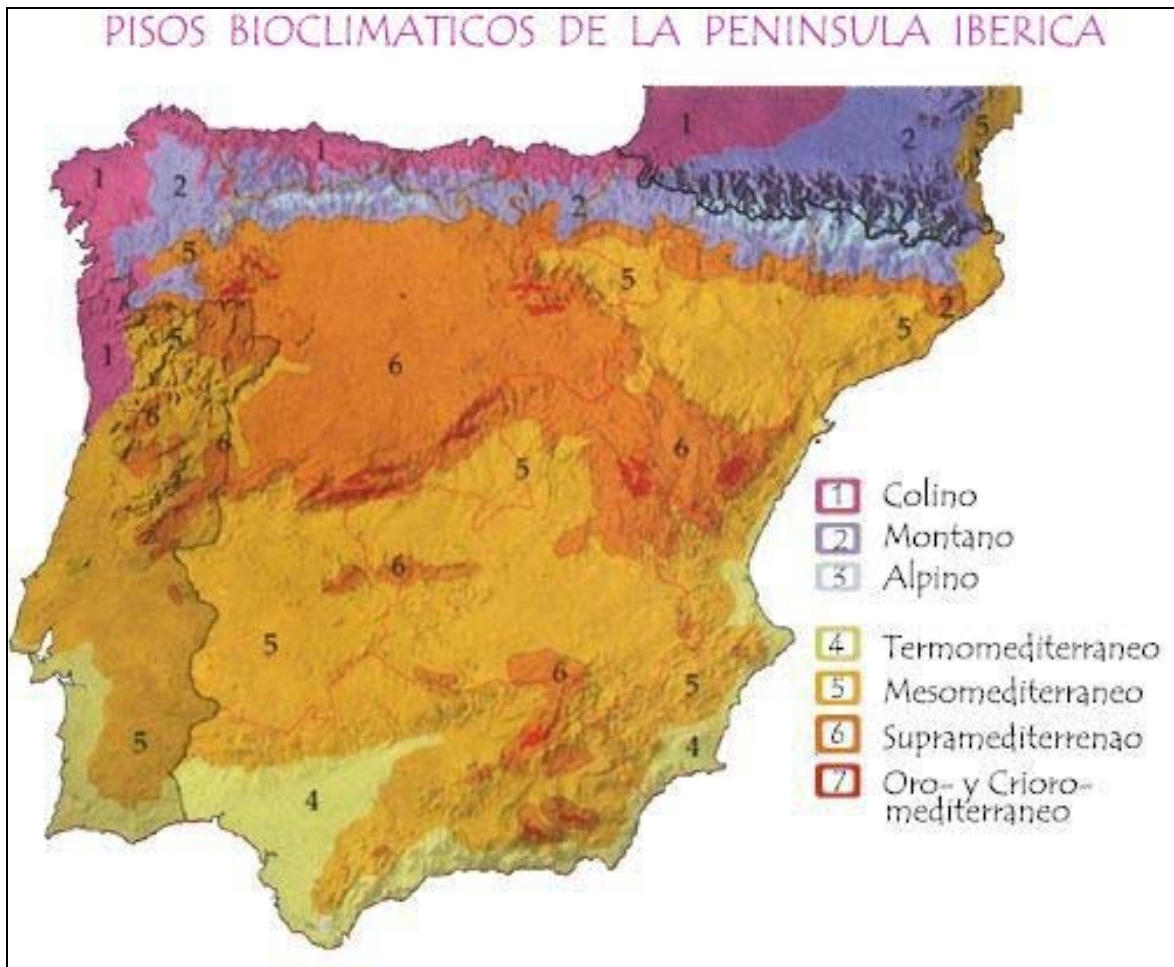 PISOS BIOCLIMATICOS DE LA PENINSULA IBERICA
1
5
2
1
1
2
2
5
5
5
2
5
1
6
6
6
5
6
6
5
6
5
5
4
4
1 Colino
2 Montano
3 Alpino
4 Termomediterraneo
5 Mesomediterraneo
6 Supramediterrenao
7 Oro- y Crioro-
mediterraneo